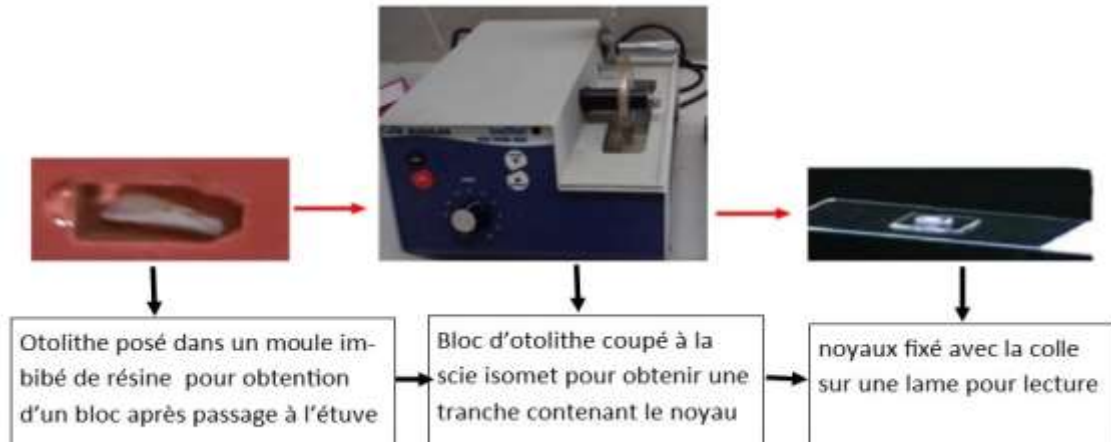 Otolithe posé dans un moule im-
bibé de résine pour obtention
d'un bloc après passage à l'étuve
Bloc d'otolithe coupé à la
scie isomet pour obtenir une
tranche contenant le noyau
noyaux fixé avec la colle
sur une lame pour lecture